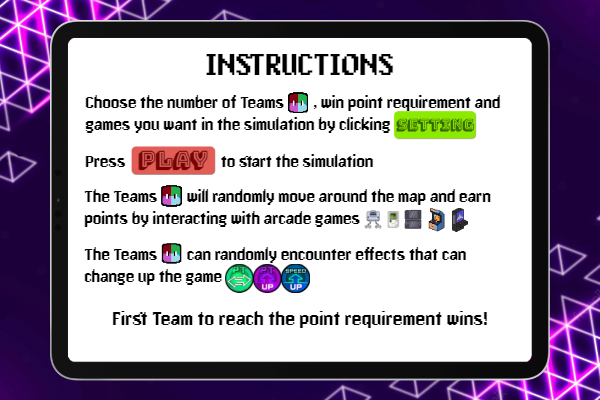 INSTRUCTIONS
Choose the number of Teams , win point requirement and
games you want in the simulation by clicking SETTING
Press PLAY to start the simulation
The Teams will randomly move around the map and earn
points by interacting with arcade games
The Teams can randomly encounter effects that can
change up the game PT PT UP SPEED UP
First Team to reach the point requirement wins!